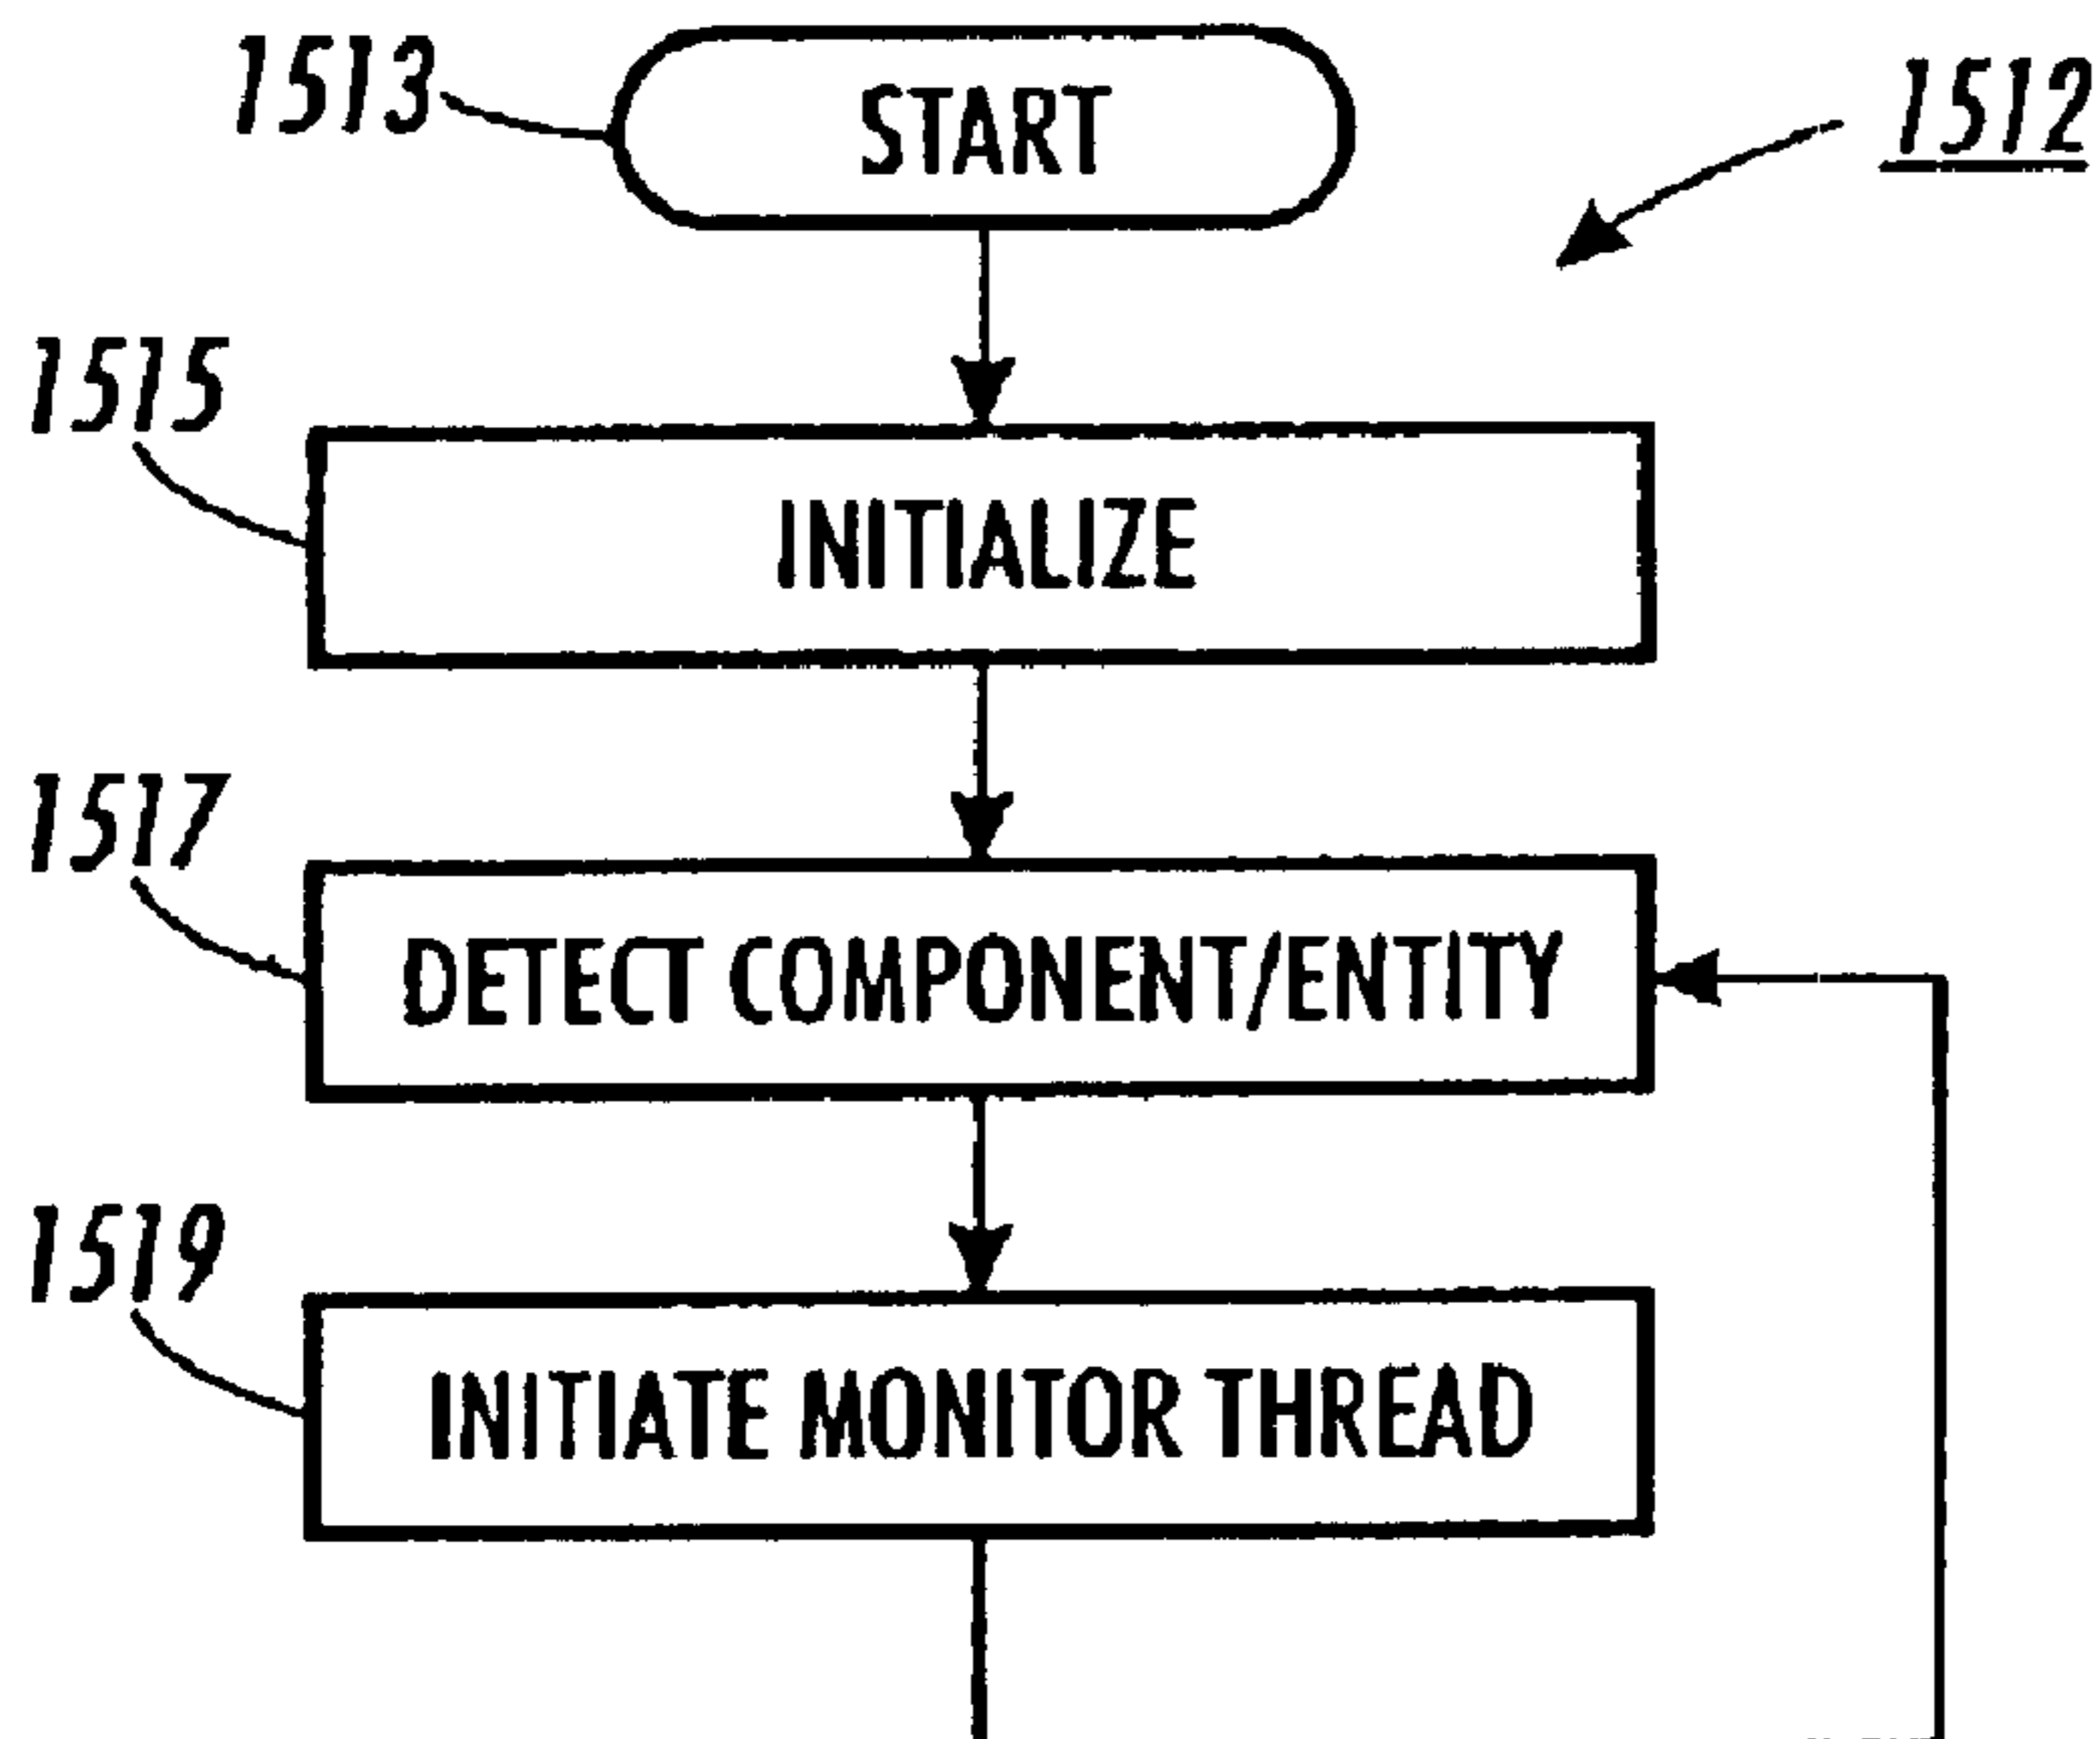 1513
START
1512
1515
INITIALIZE
1517
DETECT COMPONENT/ENTITY
1519
INITIATE MONITOR THREAD